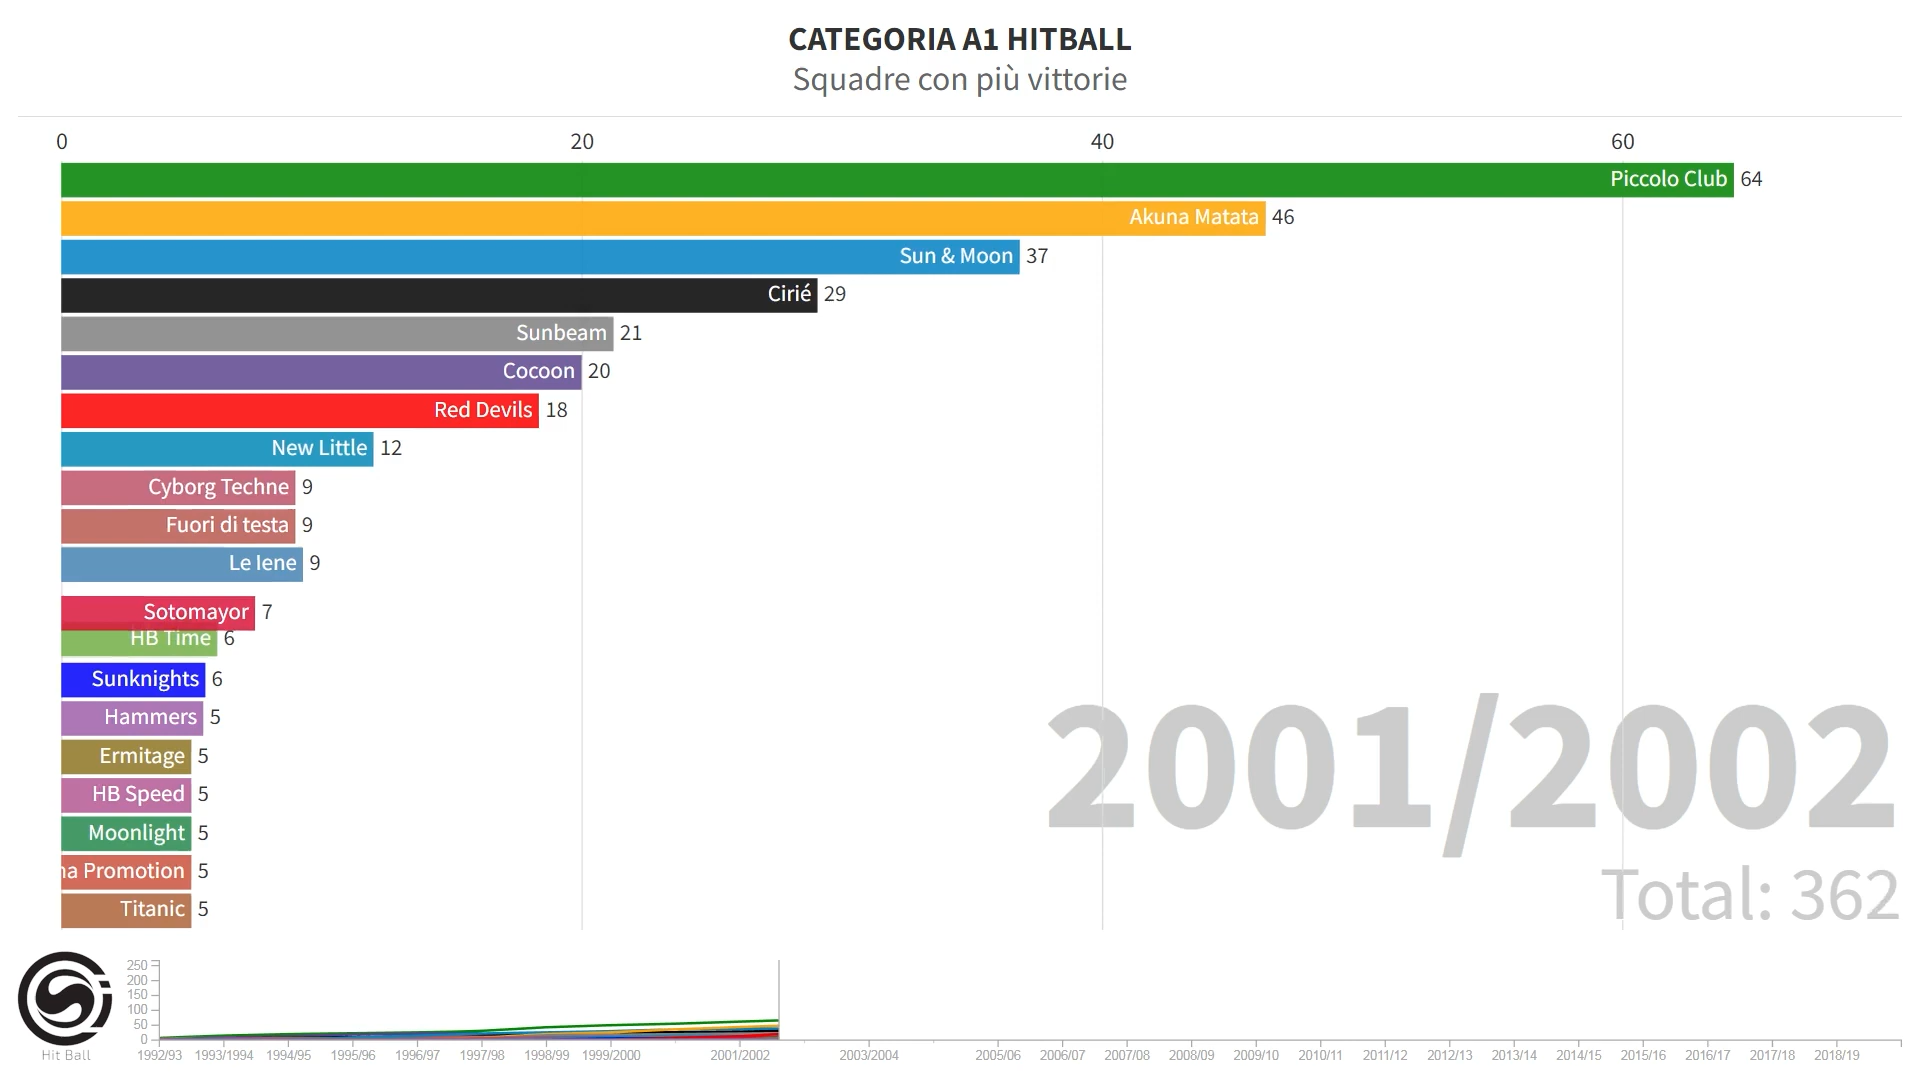 CATEGORIA A1 HITBALL
Squadre con più vittorie
0 20 40 60
Piccolo Club 64
Akuna Matata 46
Sun & Moon 37
Cirié 29
Sunbeam 21
Cocoon 20
Red Devils 18
New Little 12
Cyborg Techne 9
Fuori di testa 9
Le Iene 9
Sotomayor 7
HB Time 6
Sunknights 6
Hammers 5
Ermitage 5
HB Speed 5
Moonlight 5
na Promotion 5
Titanic 5
2001/2002
Total: 362
250
200
150
100
50
0
1992/93 1993/1994 1994/95 1995/96 1996/97 1997/98 1998/99 1999/2000 2001/2002 2003/2004 2005/06 2006/07 2007/08 2008/09 2009/10 2010/11 2011/12 2012/13 2013/14 2014/15 2015/16 2016/17 2017/18 2018/19
Hit Ball